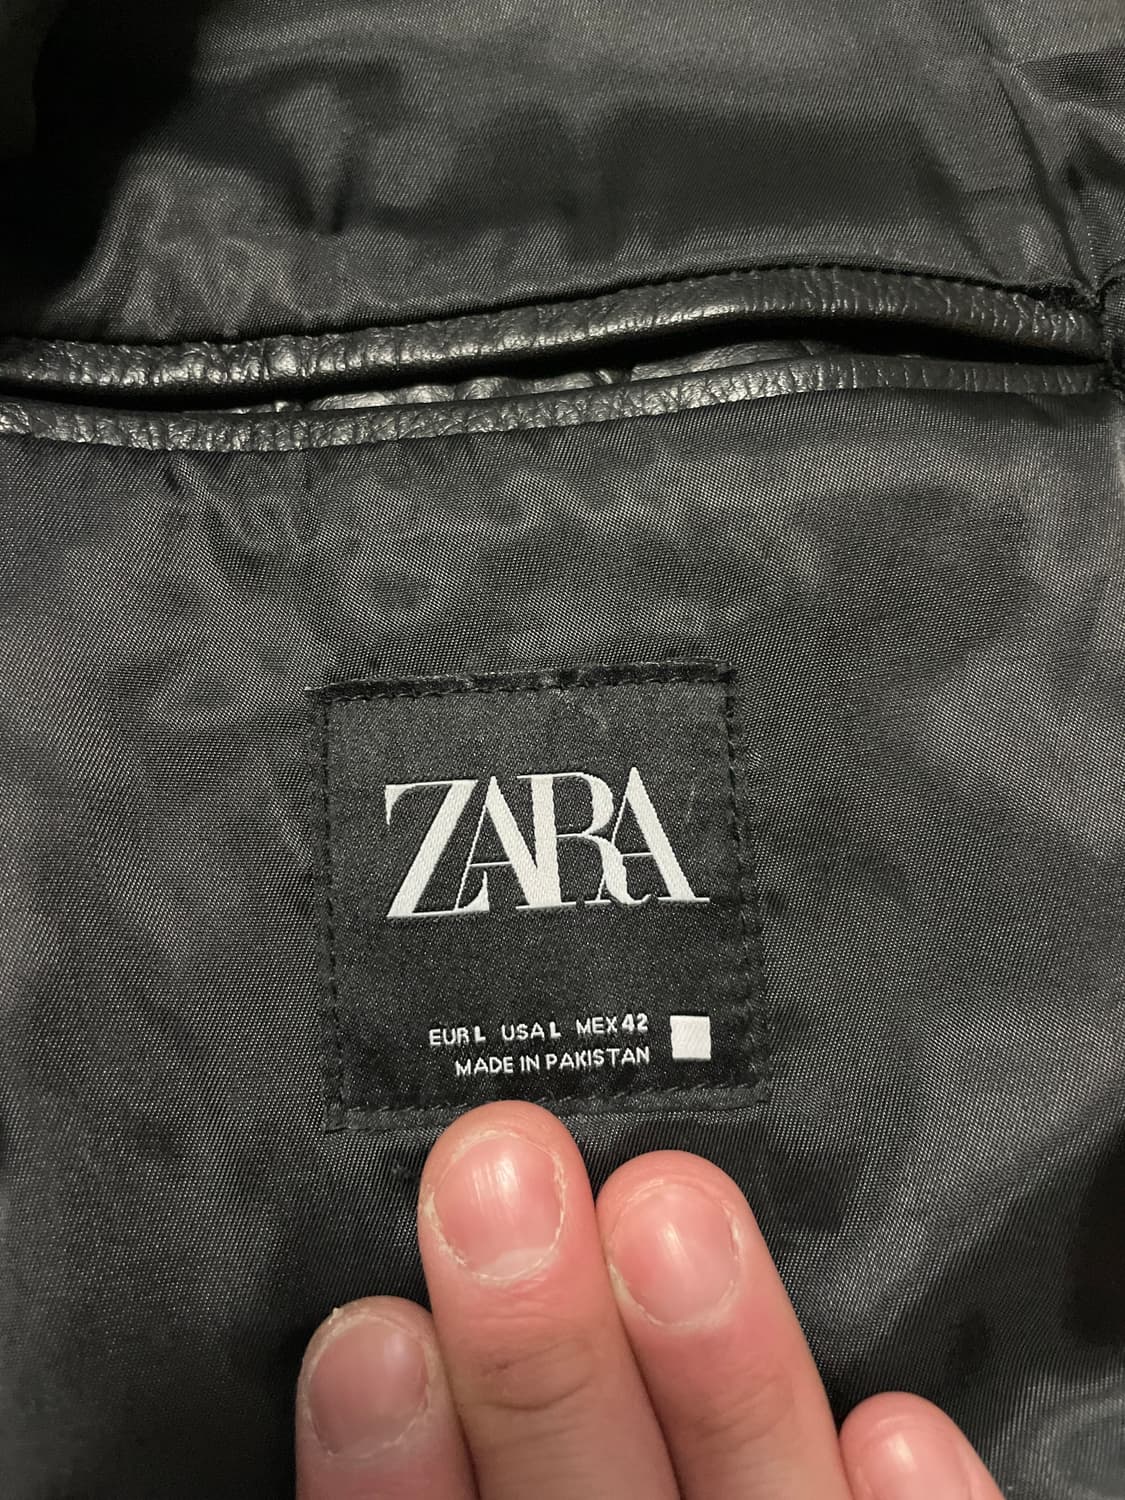 ZARA
EUR L USA L MEX 42
MADE IN PAKISTAN